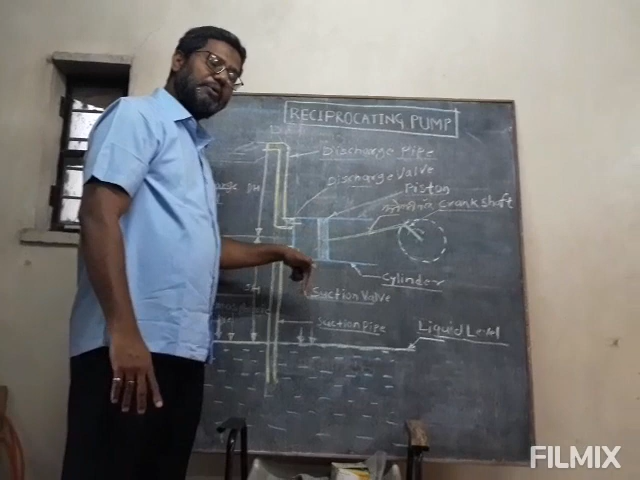 RECIPROCATING PUMP
Discharge Pipe
Discharge Valve
Piston
Crankshaft
Cylinder
Suction Valve
Suction Pipe
Liquid Level
FILMIX